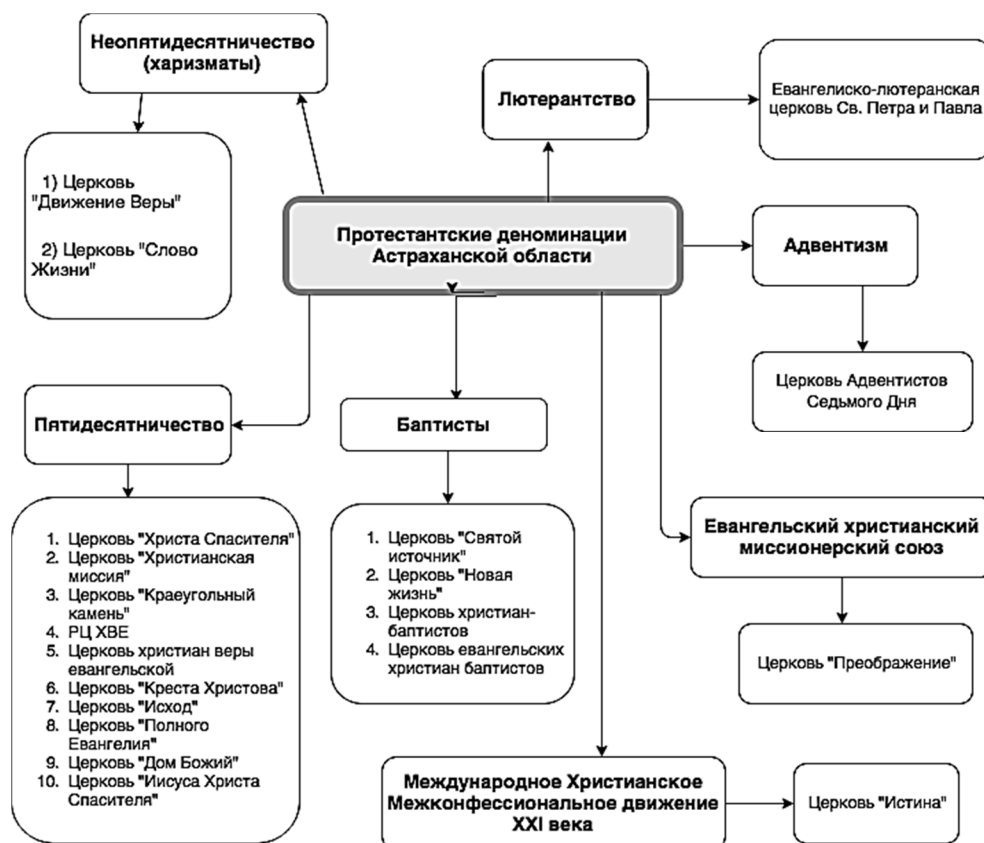 Неопятидесятничество
(харизматы)
Лютерантство
Евангелиско-лютеранская
церковь Св. Петра и Павла
1) Церковь
"Движение Веры"
2) Церковь "Слово
Жизни"
Протестантские деноминации
Астраханской области
Адвентизм
Церковь Адвентистов
Седьмого Дня
Пятидесятничество
Баптисты
1. Церковь "Христа Спасителя"
2. Церковь "Христианская
миссия"
3. Церковь "Краеугольный
камень"
4. РЦ ХВЕ
5. Церковь христиан веры
евангельской
6. Церковь "Креста Христова"
7. Церковь "Исход"
8. Церковь "Полного
Евангелия"
9. Церковь "Дом Божий"
10. Церковь "Иисуса Христа
Спасителя"
1. Церковь "Святой
источник"
2. Церковь "Новая
жизнь"
3. Церковь христиан-
баптистов
4. Церковь евангельских
христиан баптистов
Евангельский христианский
миссионерский союз
Церковь "Преображение"
Международное Христианское
Межконфессиональное движение
XXI века
Церковь "Истина"